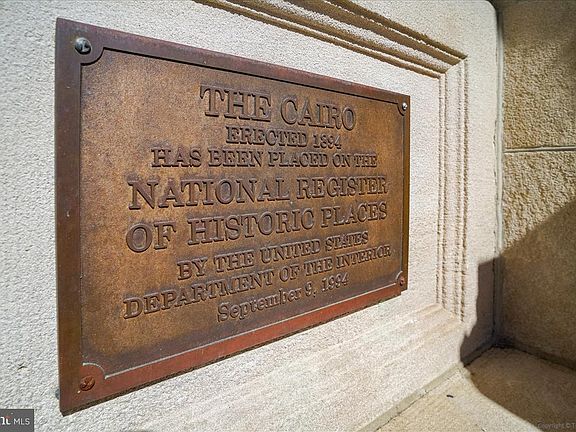 THE CAIRO
ERECTED 1894
HAS BEEN PLACED ON THE
NATIONAL REGISTER
OF HISTORIC PLACES
BY THE UNITED STATES
DEPARTMENT OF THE INTERIOR
September 9, 1994
MLS